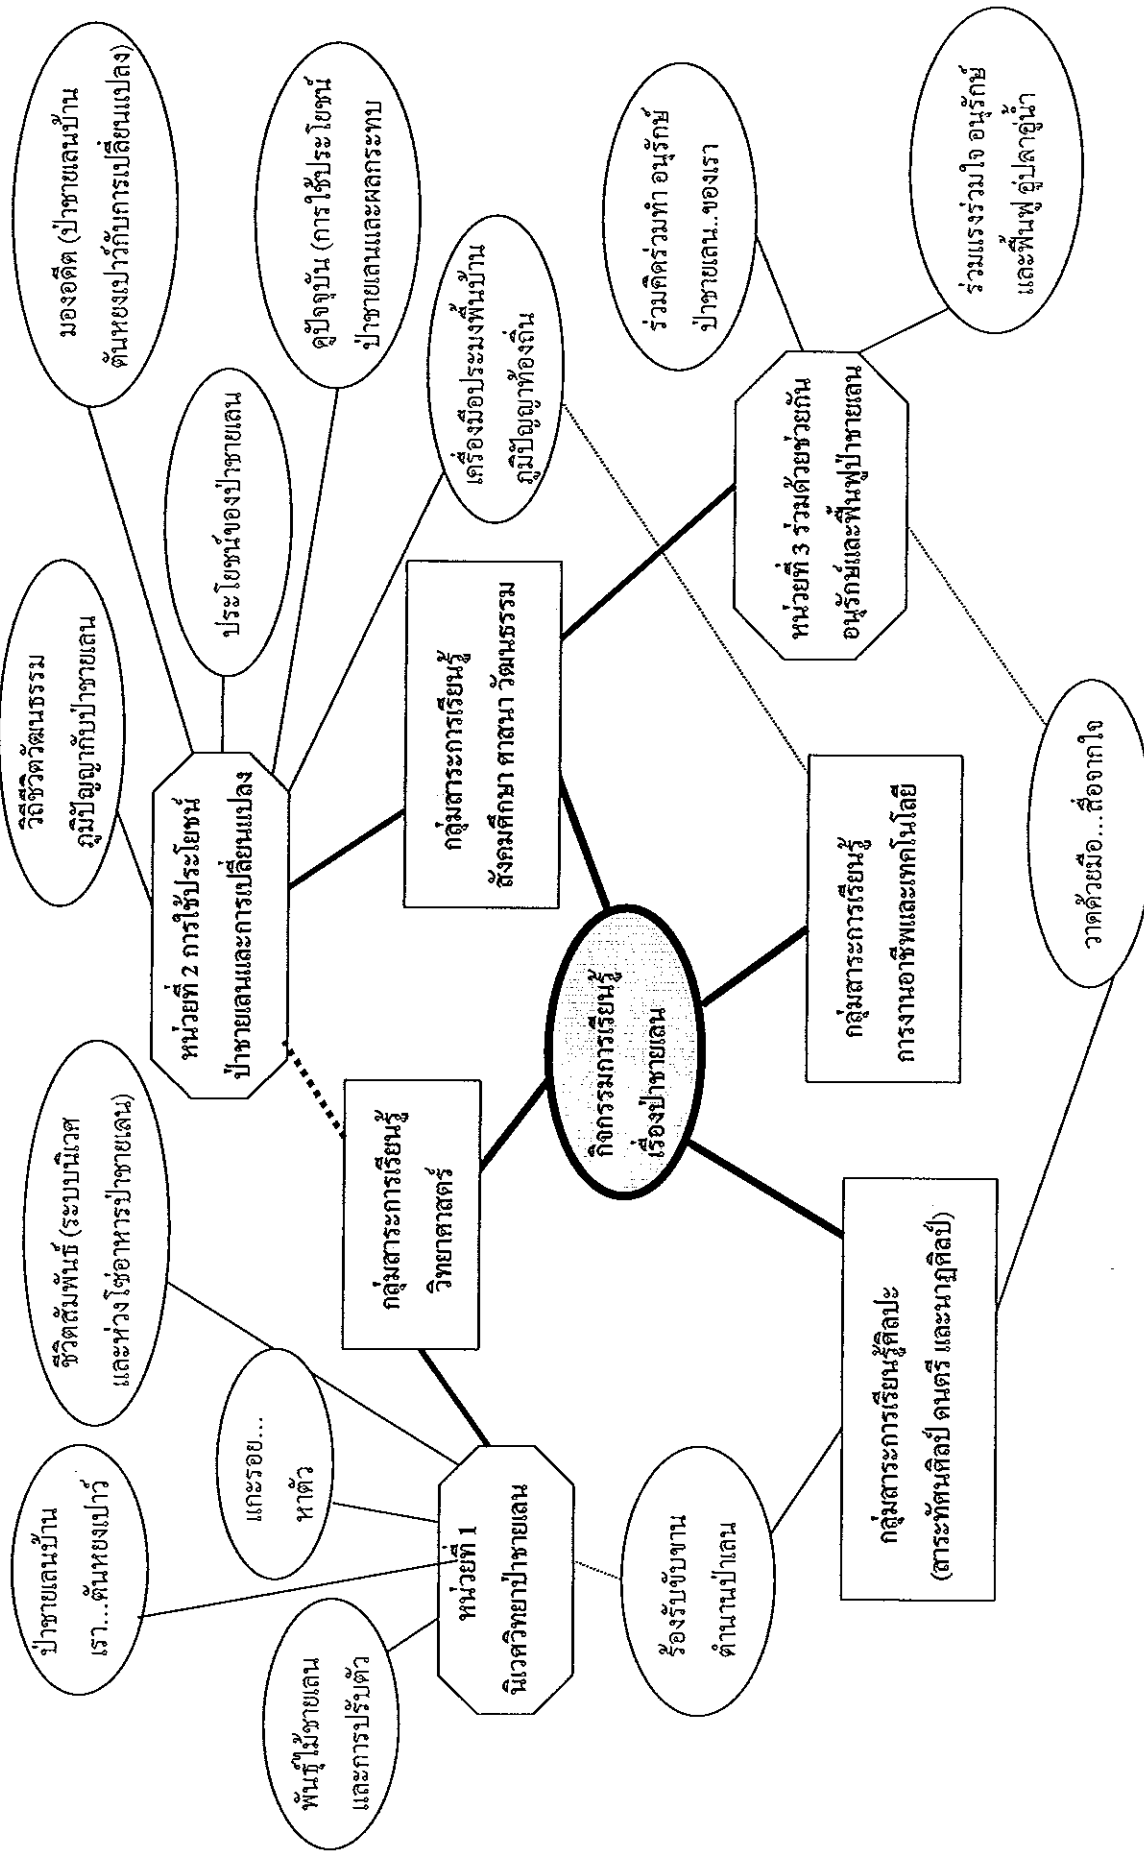 ป่าชายเลนบ้าน
เรา...ตันหยงเปาว์
ชีวิตสัมพันธ์ (ระบบนิเวศ
และห่วงโซ่อาหารป่าชายเลน)
วิถีชีวิตวัฒนธรรม
ภูมิปัญญากับป่าชายเลน
มองอดีต (ป่าชายเลนบ้าน
ตันหยงเปาว์กับการเปลี่ยนแปลง)
แกะรอย...
หาตัว
ประโยชน์ของป่าชายเลน
พันธุ์ไม้ชายเลน
และการปรับตัว
หน่วยที่ 2 การใช้ประโยชน์
ป่าชายเลนและการเปลี่ยนแปลง
ดูปัจจุบัน (การใช้ประโยชน์
ป่าชายเลนและผลกระทบ
กลุ่มสาระการเรียนรู้
วิทยาศาสตร์
หน่วยที่ 1
นิเวศวิทยาป่าชายเลน
กลุ่มสาระการเรียนรู้
สังคมศึกษา ศาสนา วัฒนธรรม
เครื่องมือประมงพื้นบ้าน
ภูมิปัญญาท้องถิ่น
กิจกรรมการเรียนรู้
เรื่องป่าชายเลน
ร้องรับขับขาน
ตำนานป่าเลน
ร่วมคิดร่วมทำ อนุรักษ์
ป่าชายเลน..ของเรา
หน่วยที่ 3 ร่วมด้วยช่วยกัน
อนุรักษ์และฟื้นฟูป่าชายเลน
กลุ่มสาระการเรียนรู้ศิลปะ
(สาระทัศนศิลป์ ดนตรี และนาฏศิลป์)
กลุ่มสาระการเรียนรู้
การงานอาชีพและเทคโนโลยี
ร่วมแรงร่วมใจ อนุรักษ์
และฟื้นฟู อู่ปลาอู่น้ำ
วาดด้วยมือ...สื่อจากใจ